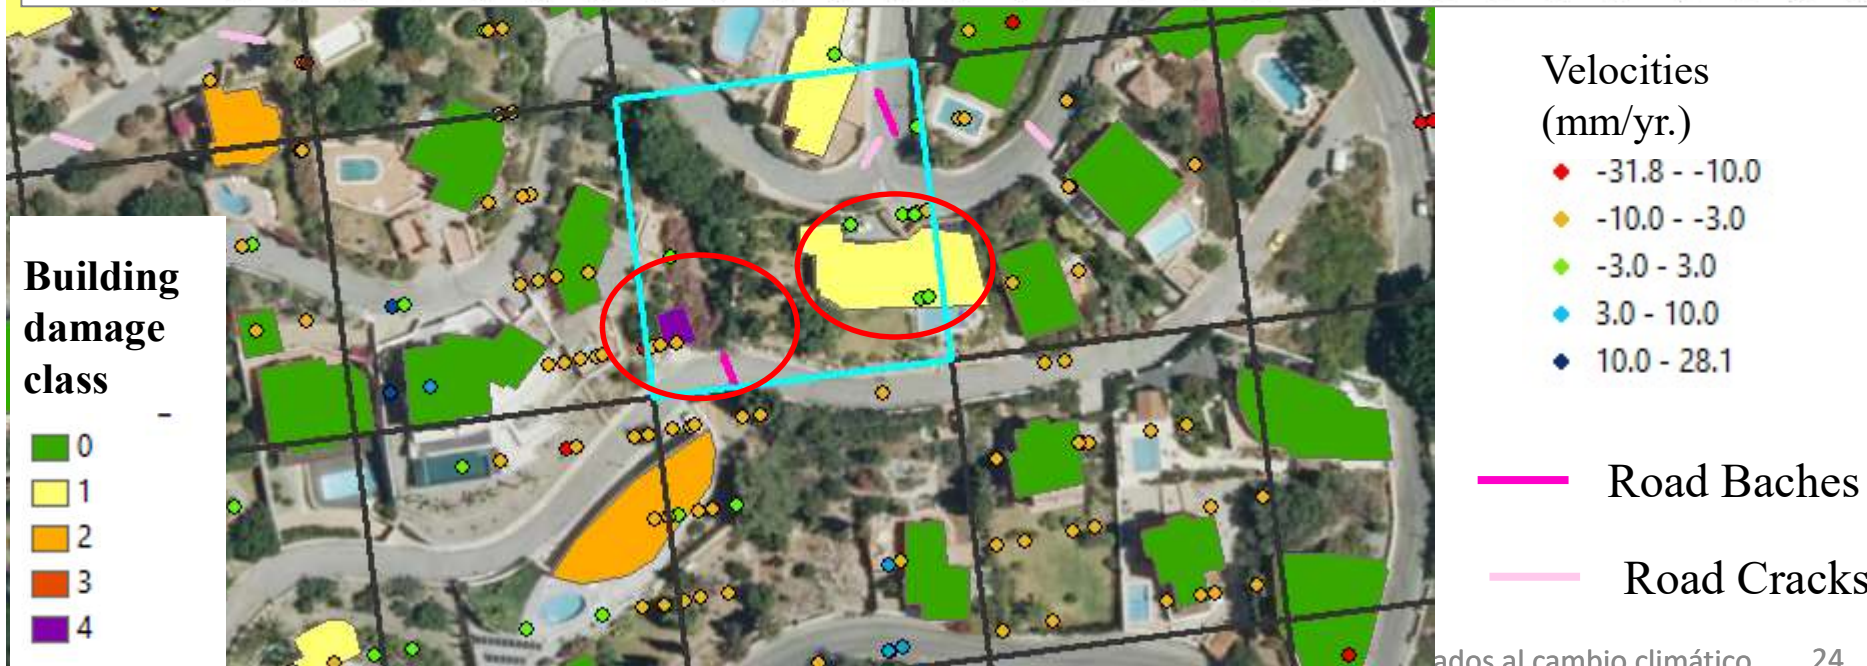 Velocities
(mm/yr.)
-31.8 - -10.0
-10.0 - -3.0
-3.0 - 3.0
3.0 - 10.0
10.0 - 28.1
Building
damage
class
0
1
2
3
4
Road Baches
Road Cracks
al cambio climático 24